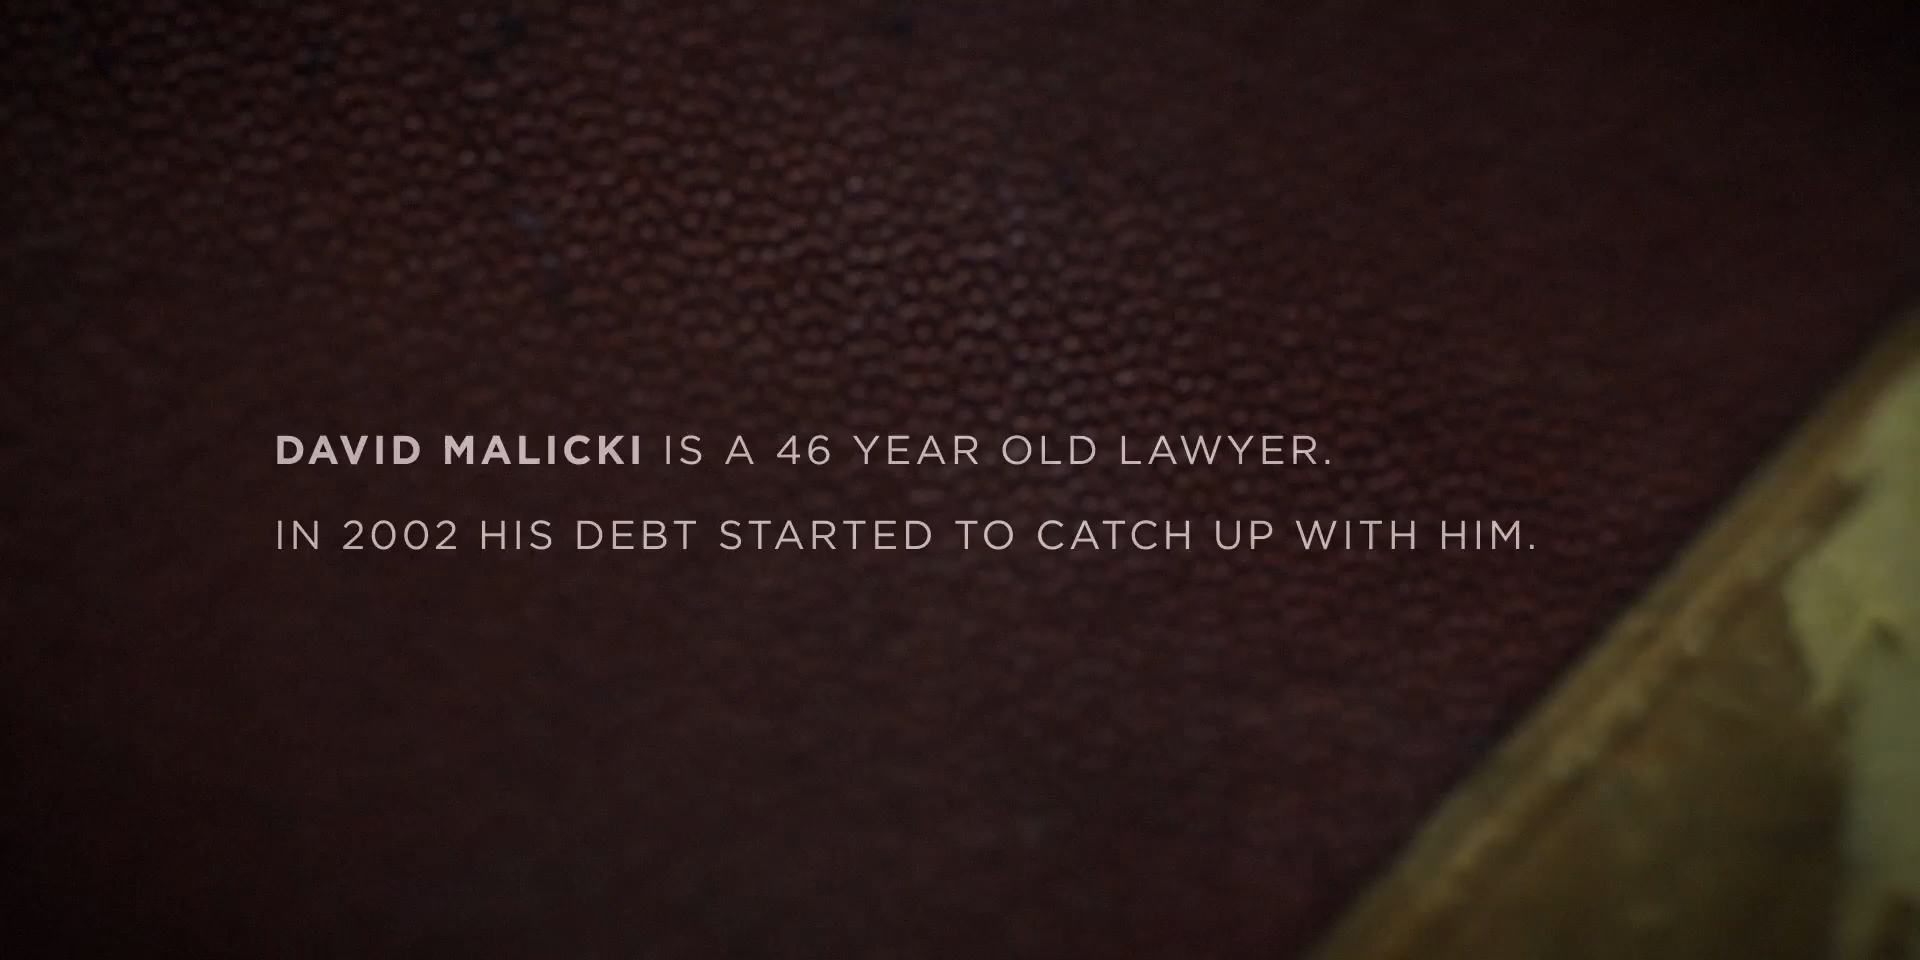 DAVID MALICKI IS A 46 YEAR OLD LAWYER.
IN 2002 HIS DEBT STARTED TO CATCH UP WITH HIM.